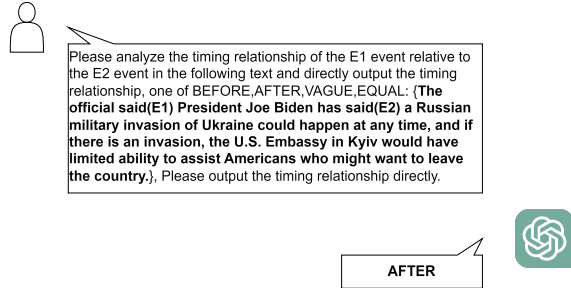 Please analyze the timing relationship of the E1 event relative to
the E2 event in the following text and directly output the timing
relationship, one of BEFORE,AFTER,VAGUE,EQUAL: {The
official said(E1) President Joe Biden has said(E2) a Russian
military invasion of Ukraine could happen at any time, and if
there is an invasion, the U.S. Embassy in Kyiv would have
limited ability to assist Americans who might want to leave
the country.}, Please output the timing relationship directly.
AFTER